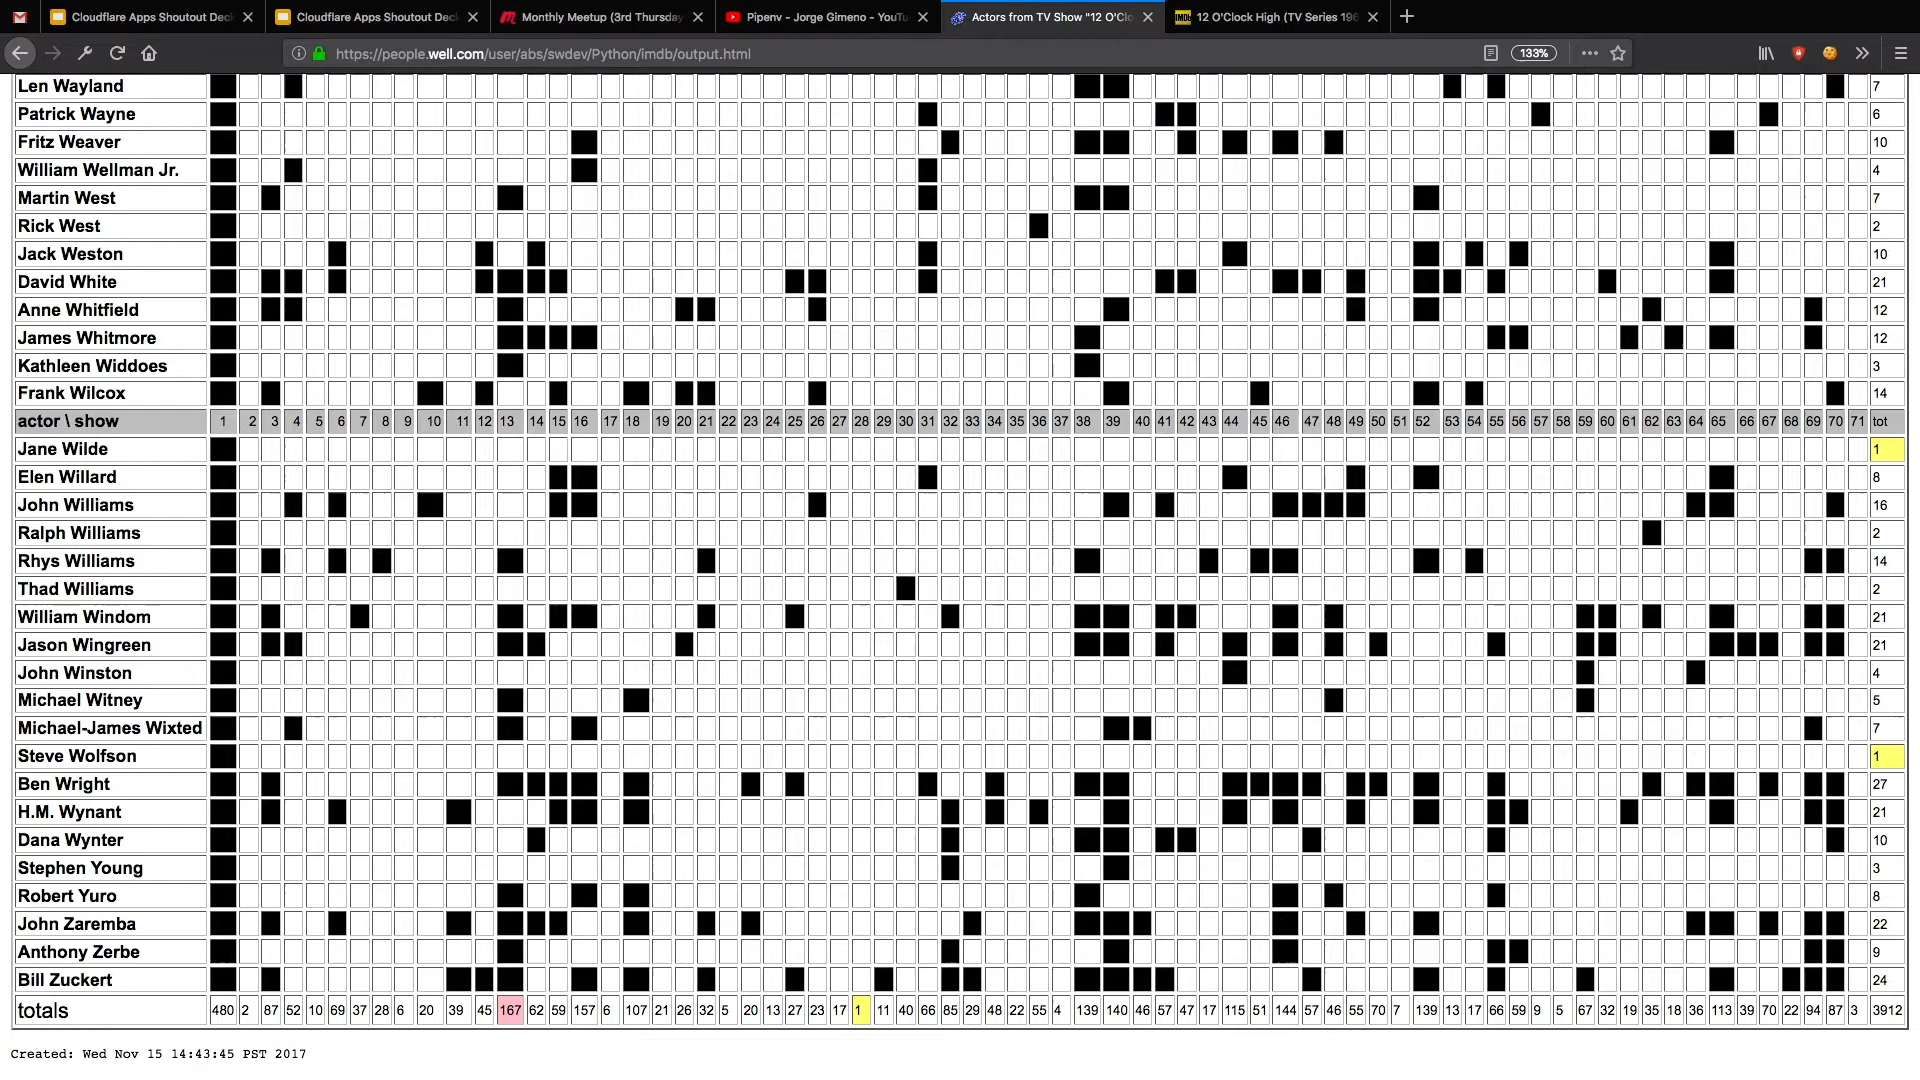 Cloudflare Apps Shoutout Dec
Cloudflare Apps Shoutout Dec
Monthly Meetup (3rd Thursday
Pipenv - Jorge Gimeno - YouTu
Actors from TV Show "12 O'Clo
IMDb
12 O'Clock High (TV Series 196
https://people.well.com/user/abs/swdev/Python/imdb/output.html
133%
Len Wayland 7
Patrick Wayne 6
Fritz Weaver 10
William Wellman Jr. 4
Martin West 7
Rick West 2
Jack Weston 10
David White 21
Anne Whitfield 12
James Whitmore 12
Kathleen Widdoes 3
Frank Wilcox 14
actor \ show 1 2 3 4 5 6 7 8 9 10 11 12 13 14 15 16 17 18 19 20 21 22 23 24 25 26 27 28 29 30 31 32 33 34 35 36 37 38 39 40 41 42 43 44 45 46 47 48 49 50 51 52 53 54 55 56 57 58 59 60 61 62 63 64 65 66 67 68 69 70 71 tot
Jane Wilde 1
Elen Willard 8
John Williams 16
Ralph Williams 2
Rhys Williams 14
Thad Williams 2
William Windom 21
Jason Wingreen 21
John Winston 4
Michael Witney 5
Michael-James Wixted 7
Steve Wolfson 1
Ben Wright 27
H.M. Wynant 21
Dana Wynter 10
Stephen Young 3
Robert Yuro 8
John Zaremba 22
Anthony Zerbe 9
Bill Zuckert 24
totals 480 2 87 52 10 69 37 28 6 20 39 45 167 62 59 157 6 107 21 26 32 5 20 13 27 23 17 1 11 40 66 85 29 48 22 55 4 139 140 46 57 47 17 115 51 144 57 46 55 70 7 139 13 17 66 59 9 5 67 32 19 35 18 36 113 39 70 22 94 87 3 3912
Created: Wed Nov 15 14:43:45 PST 2017